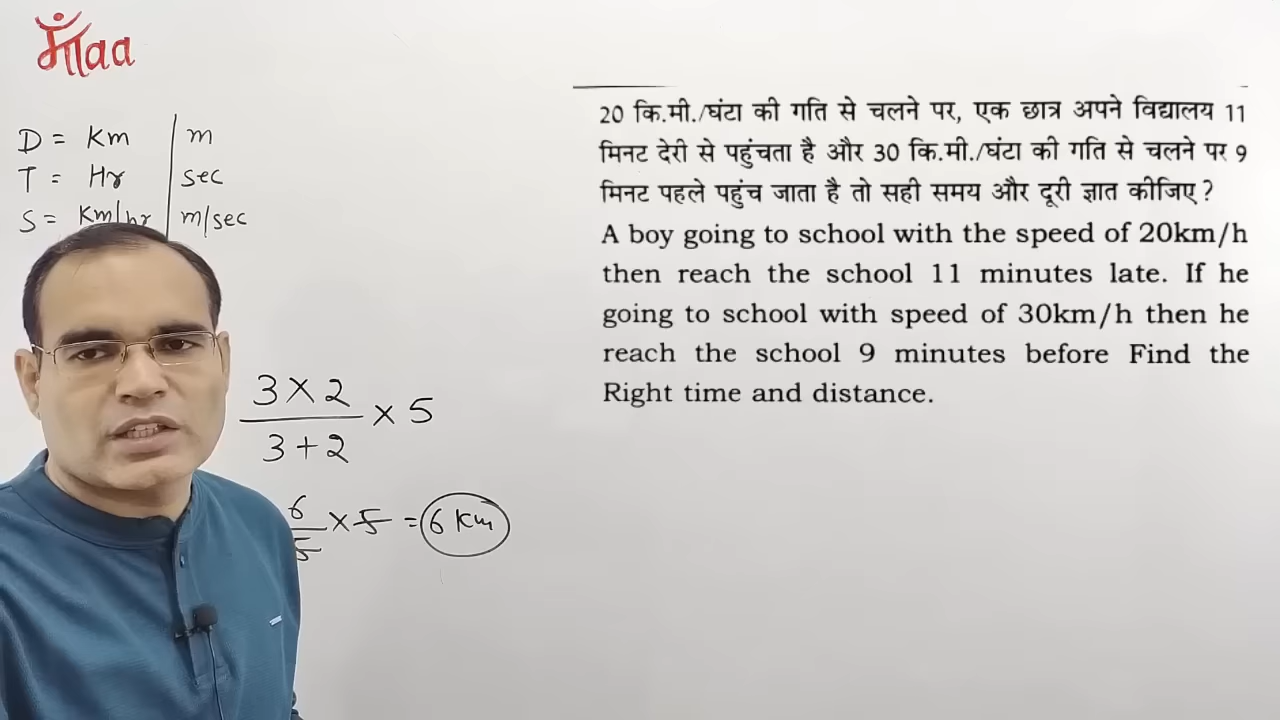 माँaa
D = Km | m
T = Hr | sec
S = Km/hr | m/sec
20 कि.मी./घंटा की गति से चलने पर, एक छात्र अपने विद्यालय 11
मिनट देरी से पहुंचता है और 30 कि.मी./घंटा की गति से चलने पर 9
मिनट पहले पहुंच जाता है तो सही समय और दूरी ज्ञात कीजिए ?
A boy going to school with the speed of 20km/h
then reach the school 11 minutes late. If he
going to school with speed of 30km/h then he
reach the school 9 minutes before Find the
Right time and distance.
3 × 2
× 5
3 + 2
6
× 5 = 6 Km
5